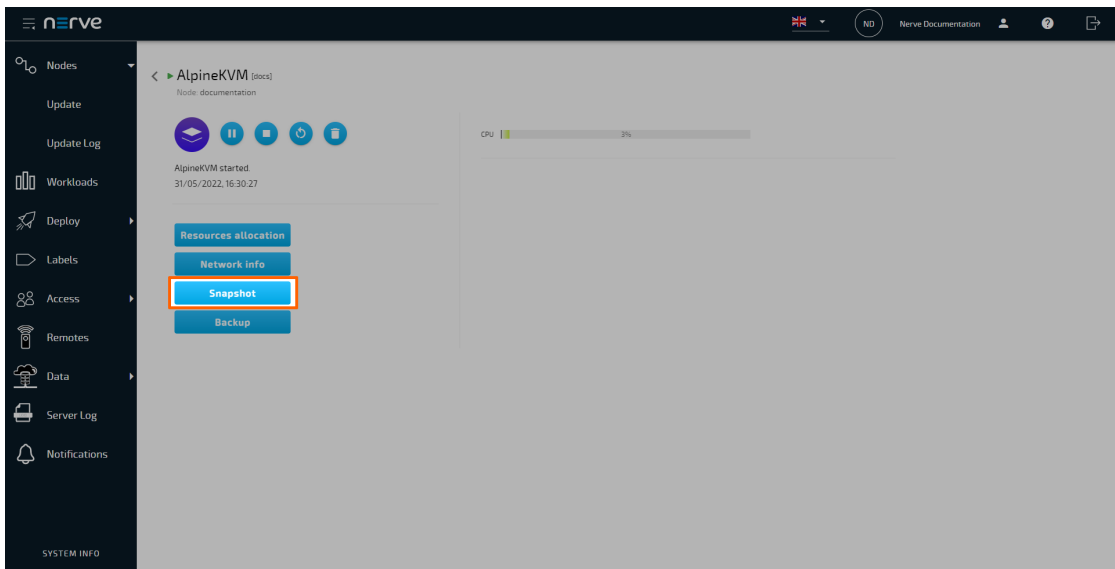 nerve
ND
Nerve Documentation
?
Nodes
Update
Update Log
Workloads
Deploy
Labels
Access
Remotes
Data
Server Log
Notifications
SYSTEM INFO
AlpineKVM [docs]
Node: documentation
AlpineKVM started.
31/05/2022, 16:30:27
Resources allocation
Network info
Snapshot
Backup
CPU 3%